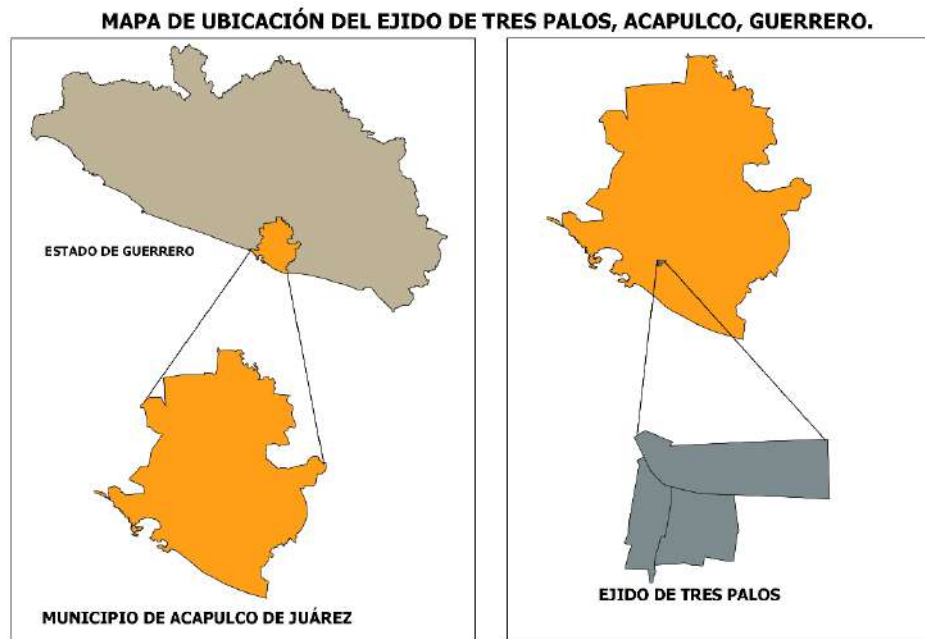 MAPA DE UBICACIÓN DEL EJIDO DE TRES PALOS, ACAPULCO, GUERRERO.
ESTADO DE GUERRERO
MUNICIPIO DE ACAPULCO DE JUÁREZ
EJIDO DE TRES PALOS